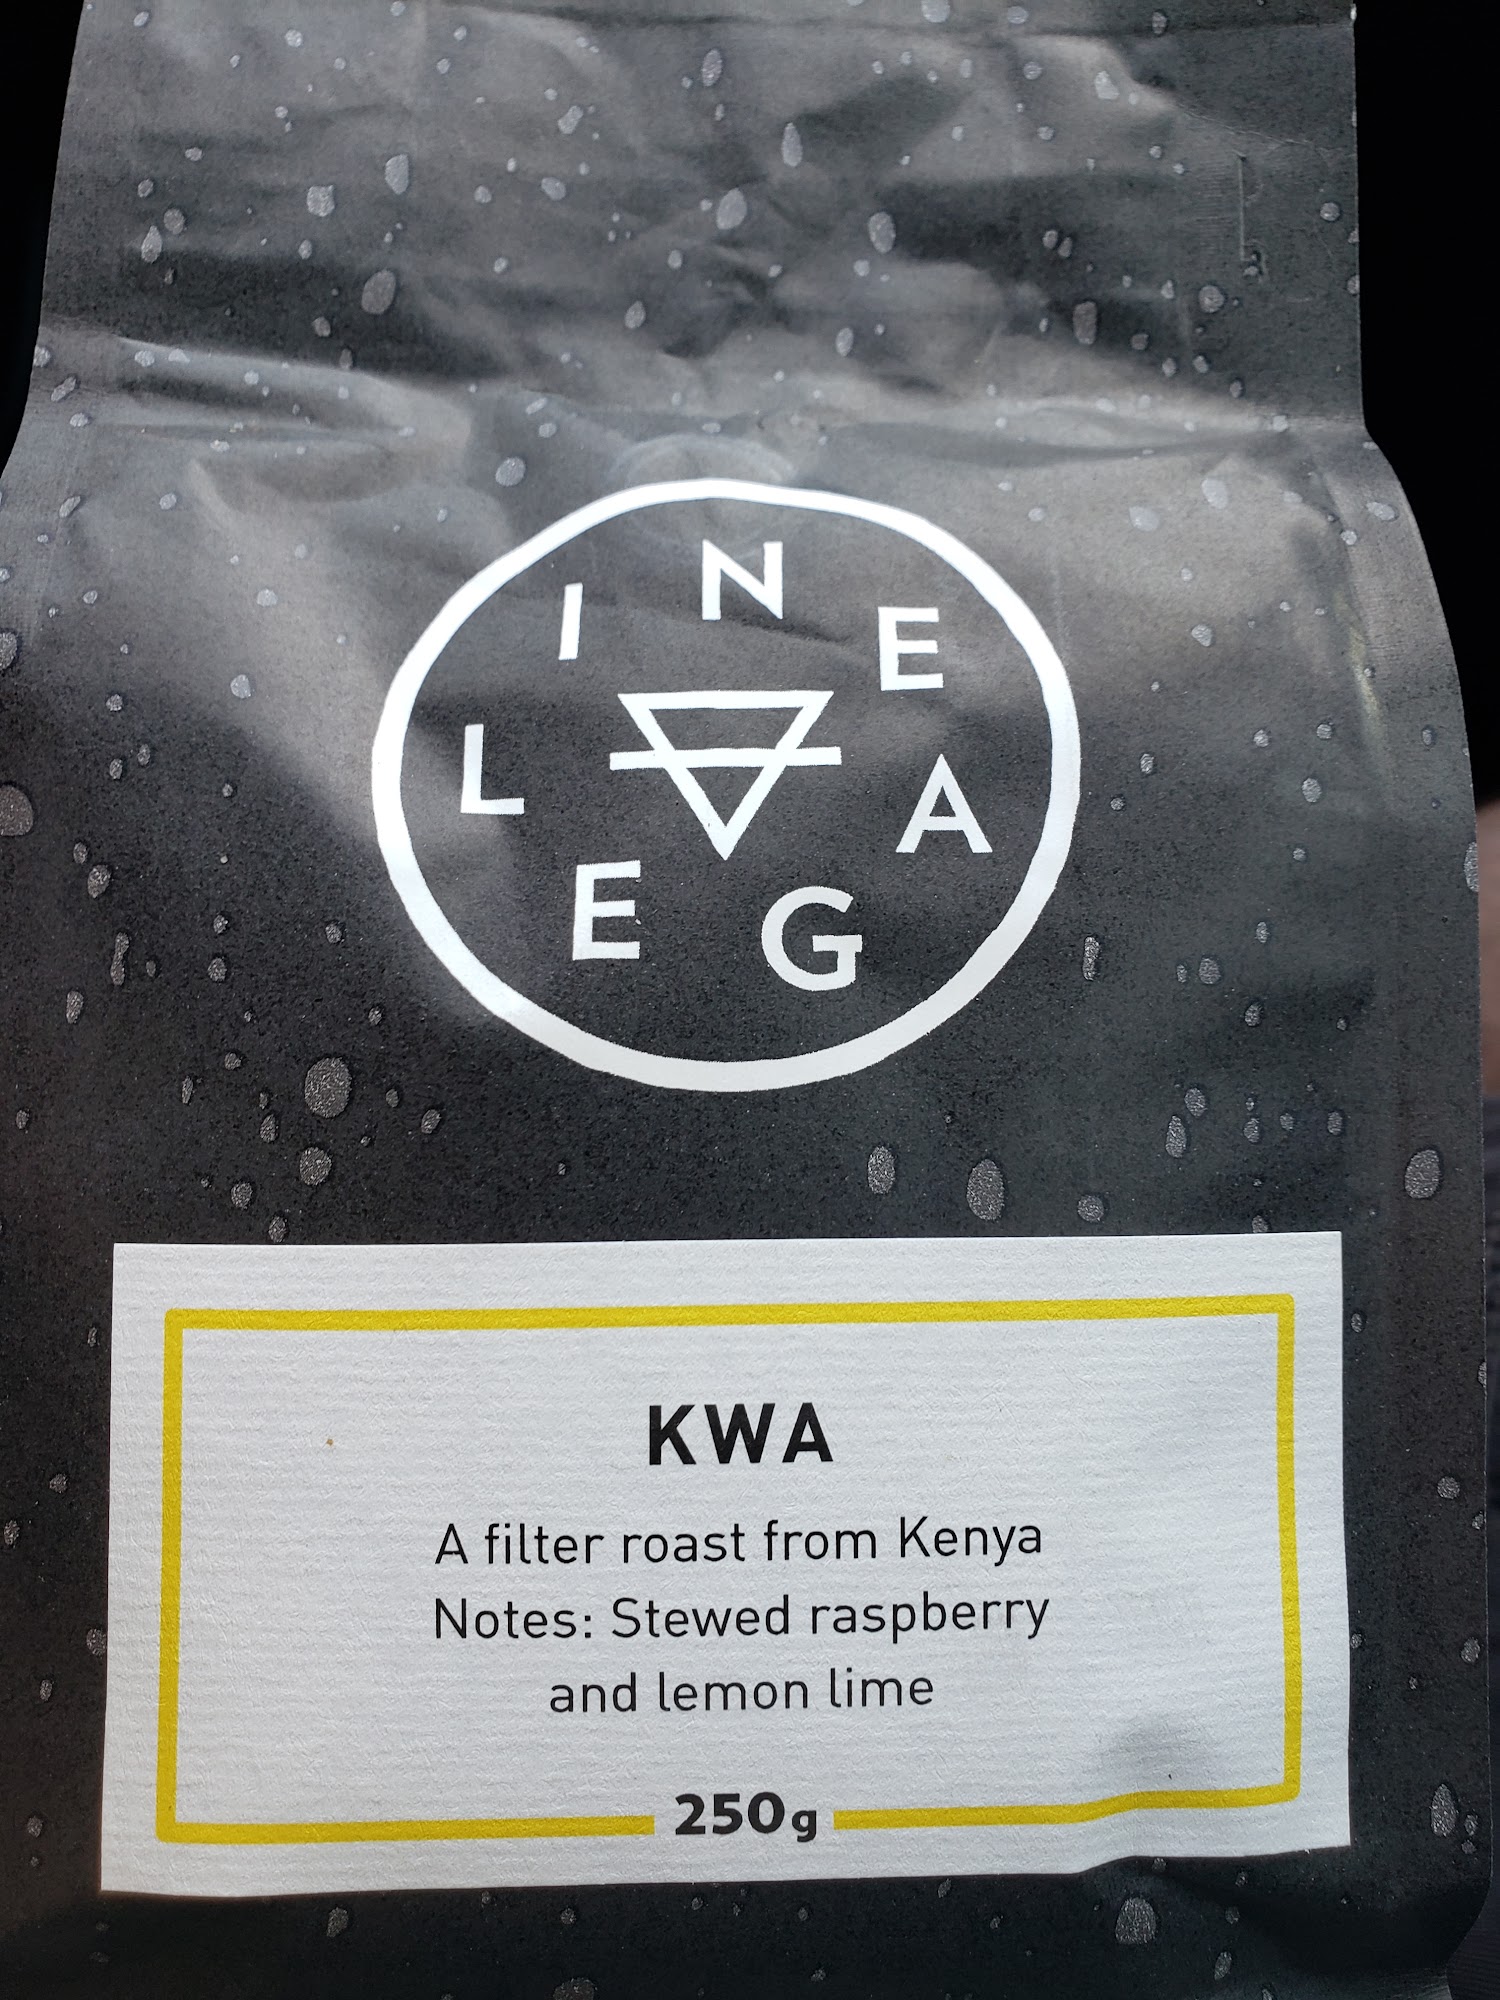 LINEAGE
KWA
A filter roast from Kenya
Notes: Stewed raspberry
and lemon lime
250g